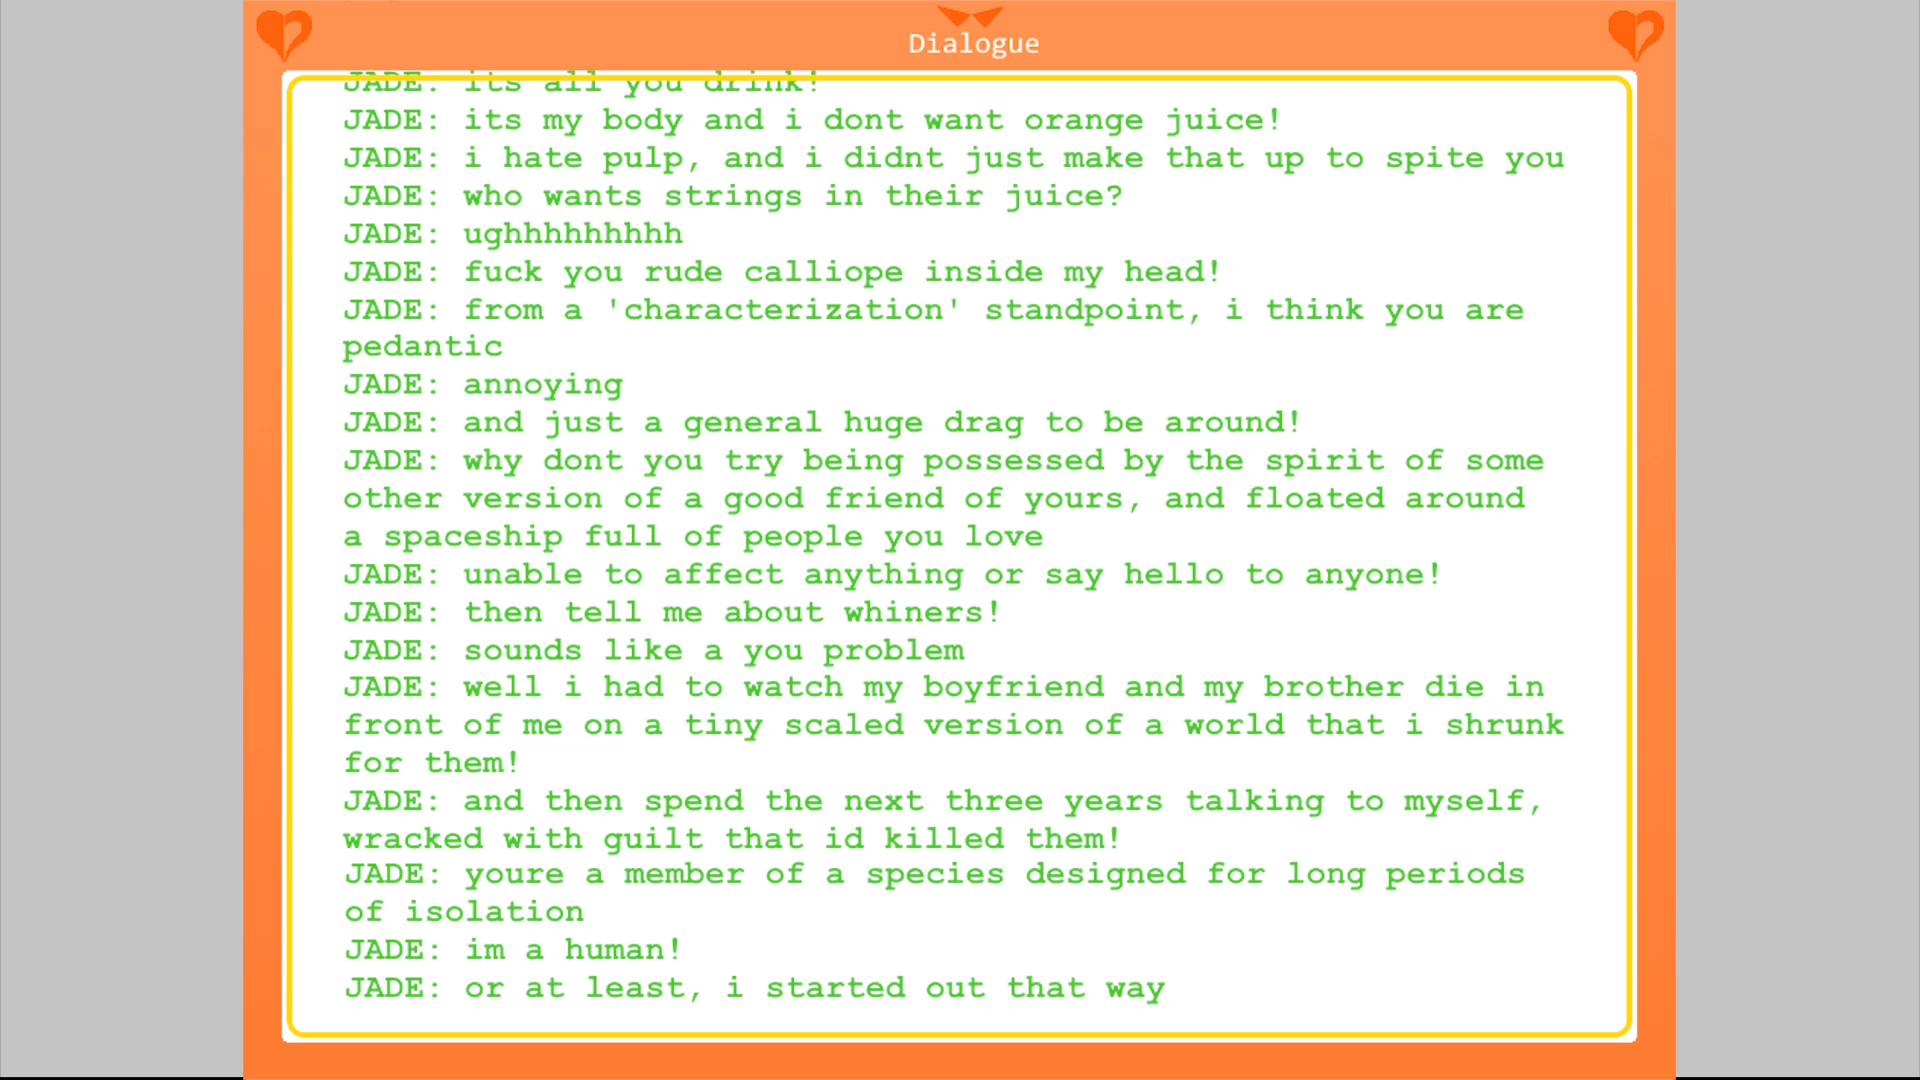 Dialogue
JADE: its all you drink!
JADE: its my body and i dont want orange juice!
JADE: i hate pulp, and i didnt just make that up to spite you
JADE: who wants strings in their juice?
JADE: ughhhhhhhhh
JADE: fuck you rude calliope inside my head!
JADE: from a 'characterization' standpoint, i think you are
pedantic
JADE: annoying
JADE: and just a general huge drag to be around!
JADE: why dont you try being possessed by the spirit of some
other version of a good friend of yours, and floated around
a spaceship full of people you love
JADE: unable to affect anything or say hello to anyone!
JADE: then tell me about whiners!
JADE: sounds like a you problem
JADE: well i had to watch my boyfriend and my brother die in
front of me on a tiny scaled version of a world that i shrunk
for them!
JADE: and then spend the next three years talking to myself,
wracked with guilt that id killed them!
JADE: youre a member of a species designed for long periods
of isolation
JADE: im a human!
JADE: or at least, i started out that way